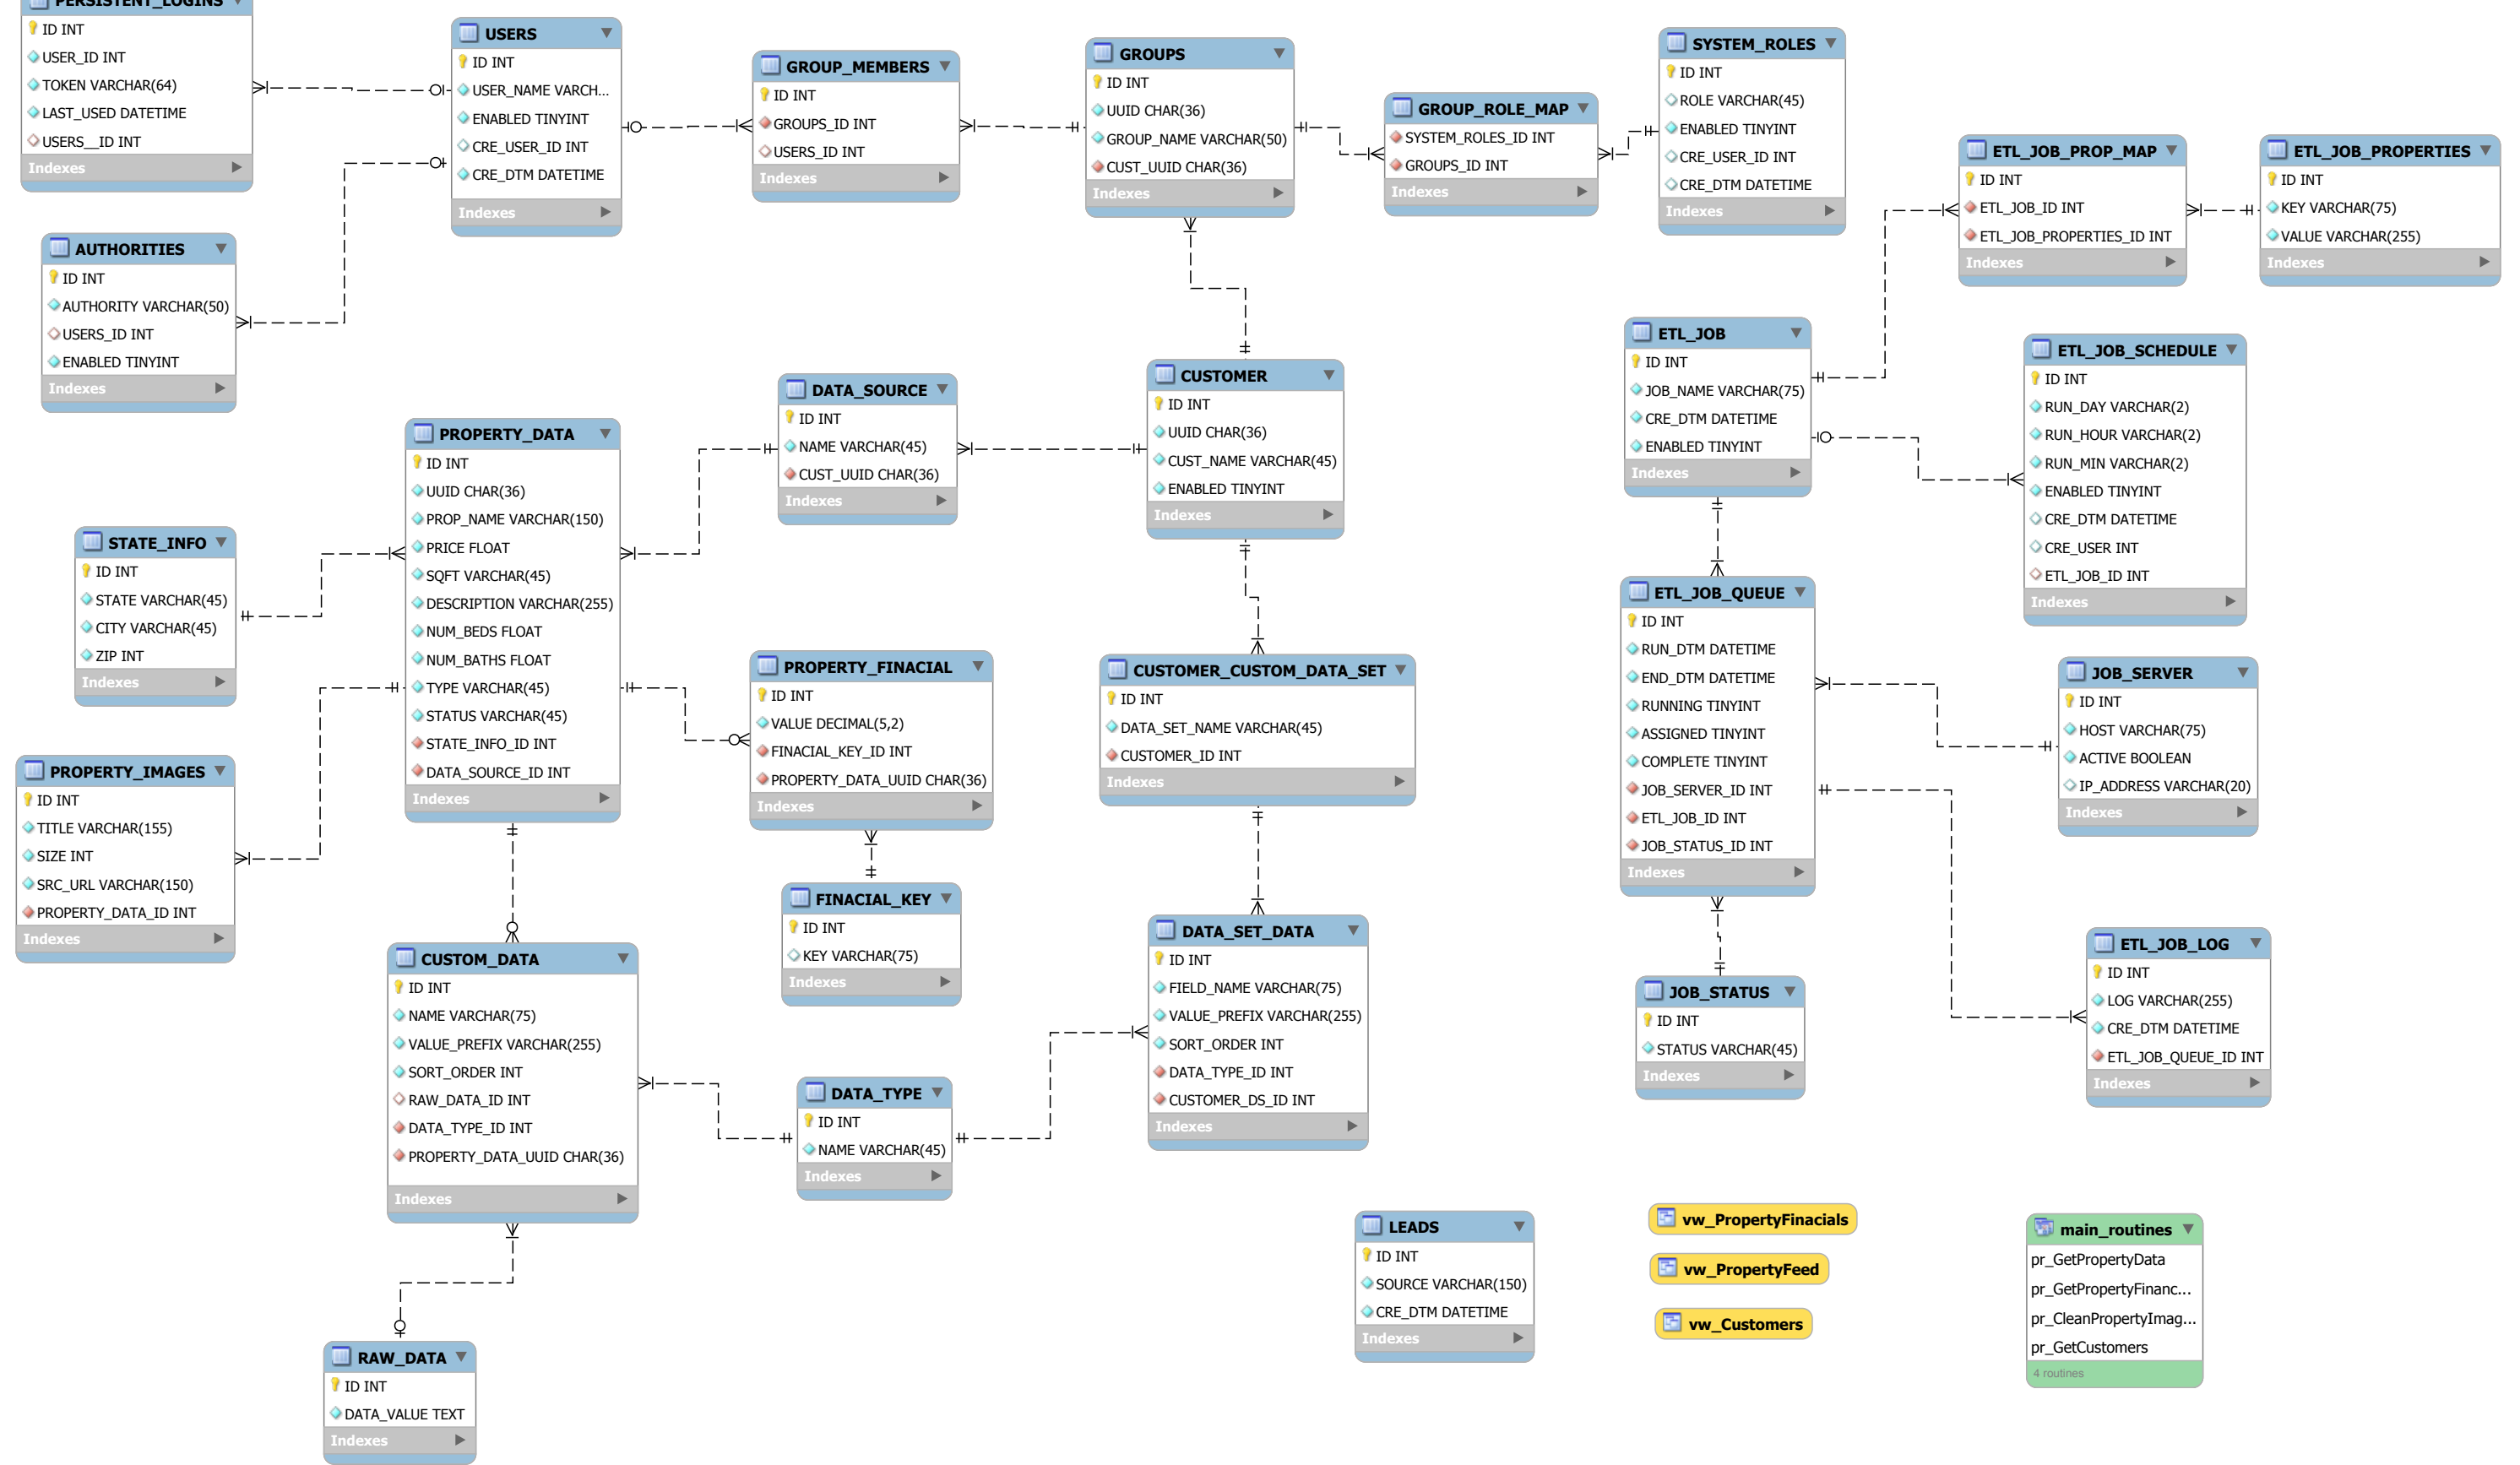 PERSISTENT_LOGINS
ID INT
USER_ID INT
TOKEN VARCHAR(64)
LAST_USED DATETIME
USERS__ID INT
Indexes
USERS
ID INT
USER_NAME VARCH...
ENABLED TINYINT
CRE_USER_ID INT
CRE_DTM DATETIME
Indexes
GROUP_MEMBERS
ID INT
GROUPS_ID INT
USERS_ID INT
Indexes
GROUPS
ID INT
UUID CHAR(36)
GROUP_NAME VARCHAR(50)
CUST_UUID CHAR(36)
Indexes
GROUP_ROLE_MAP
SYSTEM_ROLES_ID INT
GROUPS_ID INT
Indexes
SYSTEM_ROLES
ID INT
ROLE VARCHAR(45)
ENABLED TINYINT
CRE_USER_ID INT
CRE_DTM DATETIME
Indexes
ETL_JOB_PROP_MAP
ID INT
ETL_JOB_ID INT
ETL_JOB_PROPERTIES_ID INT
Indexes
ETL_JOB_PROPERTIES
ID INT
KEY VARCHAR(75)
VALUE VARCHAR(255)
Indexes
AUTHORITIES
ID INT
AUTHORITY VARCHAR(50)
USERS_ID INT
ENABLED TINYINT
Indexes
PROPERTY_DATA
ID INT
UUID CHAR(36)
PROP_NAME VARCHAR(150)
PRICE FLOAT
SQFT VARCHAR(45)
DESCRIPTION VARCHAR(255)
NUM_BEDS FLOAT
NUM_BATHS FLOAT
TYPE VARCHAR(45)
STATUS VARCHAR(45)
STATE_INFO_ID INT
DATA_SOURCE_ID INT
Indexes
DATA_SOURCE
ID INT
NAME VARCHAR(45)
CUST_UUID CHAR(36)
Indexes
CUSTOMER
ID INT
UUID CHAR(36)
CUST_NAME VARCHAR(45)
ENABLED TINYINT
Indexes
ETL_JOB
ID INT
JOB_NAME VARCHAR(75)
CRE_DTM DATETIME
ENABLED TINYINT
Indexes
ETL_JOB_SCHEDULE
ID INT
RUN_DAY VARCHAR(2)
RUN_HOUR VARCHAR(2)
RUN_MIN VARCHAR(2)
ENABLED TINYINT
CRE_DTM DATETIME
CRE_USER INT
ETL_JOB_ID INT
Indexes
STATE_INFO
ID INT
STATE VARCHAR(45)
CITY VARCHAR(45)
ZIP INT
Indexes
PROPERTY_FINACIAL
ID INT
VALUE DECIMAL(5,2)
FINACIAL_KEY_ID INT
PROPERTY_DATA_UUID CHAR(36)
Indexes
CUSTOMER_CUSTOM_DATA_SET
ID INT
DATA_SET_NAME VARCHAR(45)
CUSTOMER_ID INT
Indexes
ETL_JOB_QUEUE
ID INT
RUN_DTM DATETIME
END_DTM DATETIME
RUNNING TINYINT
ASSIGNED TINYINT
COMPLETE TINYINT
JOB_SERVER_ID INT
ETL_JOB_ID INT
JOB_STATUS_ID INT
Indexes
JOB_SERVER
ID INT
HOST VARCHAR(75)
ACTIVE BOOLEAN
IP_ADDRESS VARCHAR(20)
Indexes
PROPERTY_IMAGES
ID INT
TITLE VARCHAR(155)
SIZE INT
SRC_URL VARCHAR(150)
PROPERTY_DATA_ID INT
Indexes
FINACIAL_KEY
ID INT
KEY VARCHAR(75)
Indexes
DATA_SET_DATA
ID INT
FIELD_NAME VARCHAR(75)
VALUE_PREFIX VARCHAR(255)
SORT_ORDER INT
DATA_TYPE_ID INT
CUSTOMER_DS_ID INT
Indexes
ETL_JOB_LOG
ID INT
LOG VARCHAR(255)
CRE_DTM DATETIME
ETL_JOB_QUEUE_ID INT
Indexes
CUSTOM_DATA
ID INT
NAME VARCHAR(75)
VALUE_PREFIX VARCHAR(255)
SORT_ORDER INT
RAW_DATA_ID INT
DATA_TYPE_ID INT
PROPERTY_DATA_UUID CHAR(36)
Indexes
JOB_STATUS
ID INT
STATUS VARCHAR(45)
Indexes
DATA_TYPE
ID INT
NAME VARCHAR(45)
Indexes
LEADS
ID INT
SOURCE VARCHAR(150)
CRE_DTM DATETIME
Indexes
vw_PropertyFinacials
vw_PropertyFeed
vw_Customers
main_routines
pr_GetPropertyData
pr_GetPropertyFinanc...
pr_CleanPropertyImag...
pr_GetCustomers
4 routines
RAW_DATA
ID INT
DATA_VALUE TEXT
Indexes